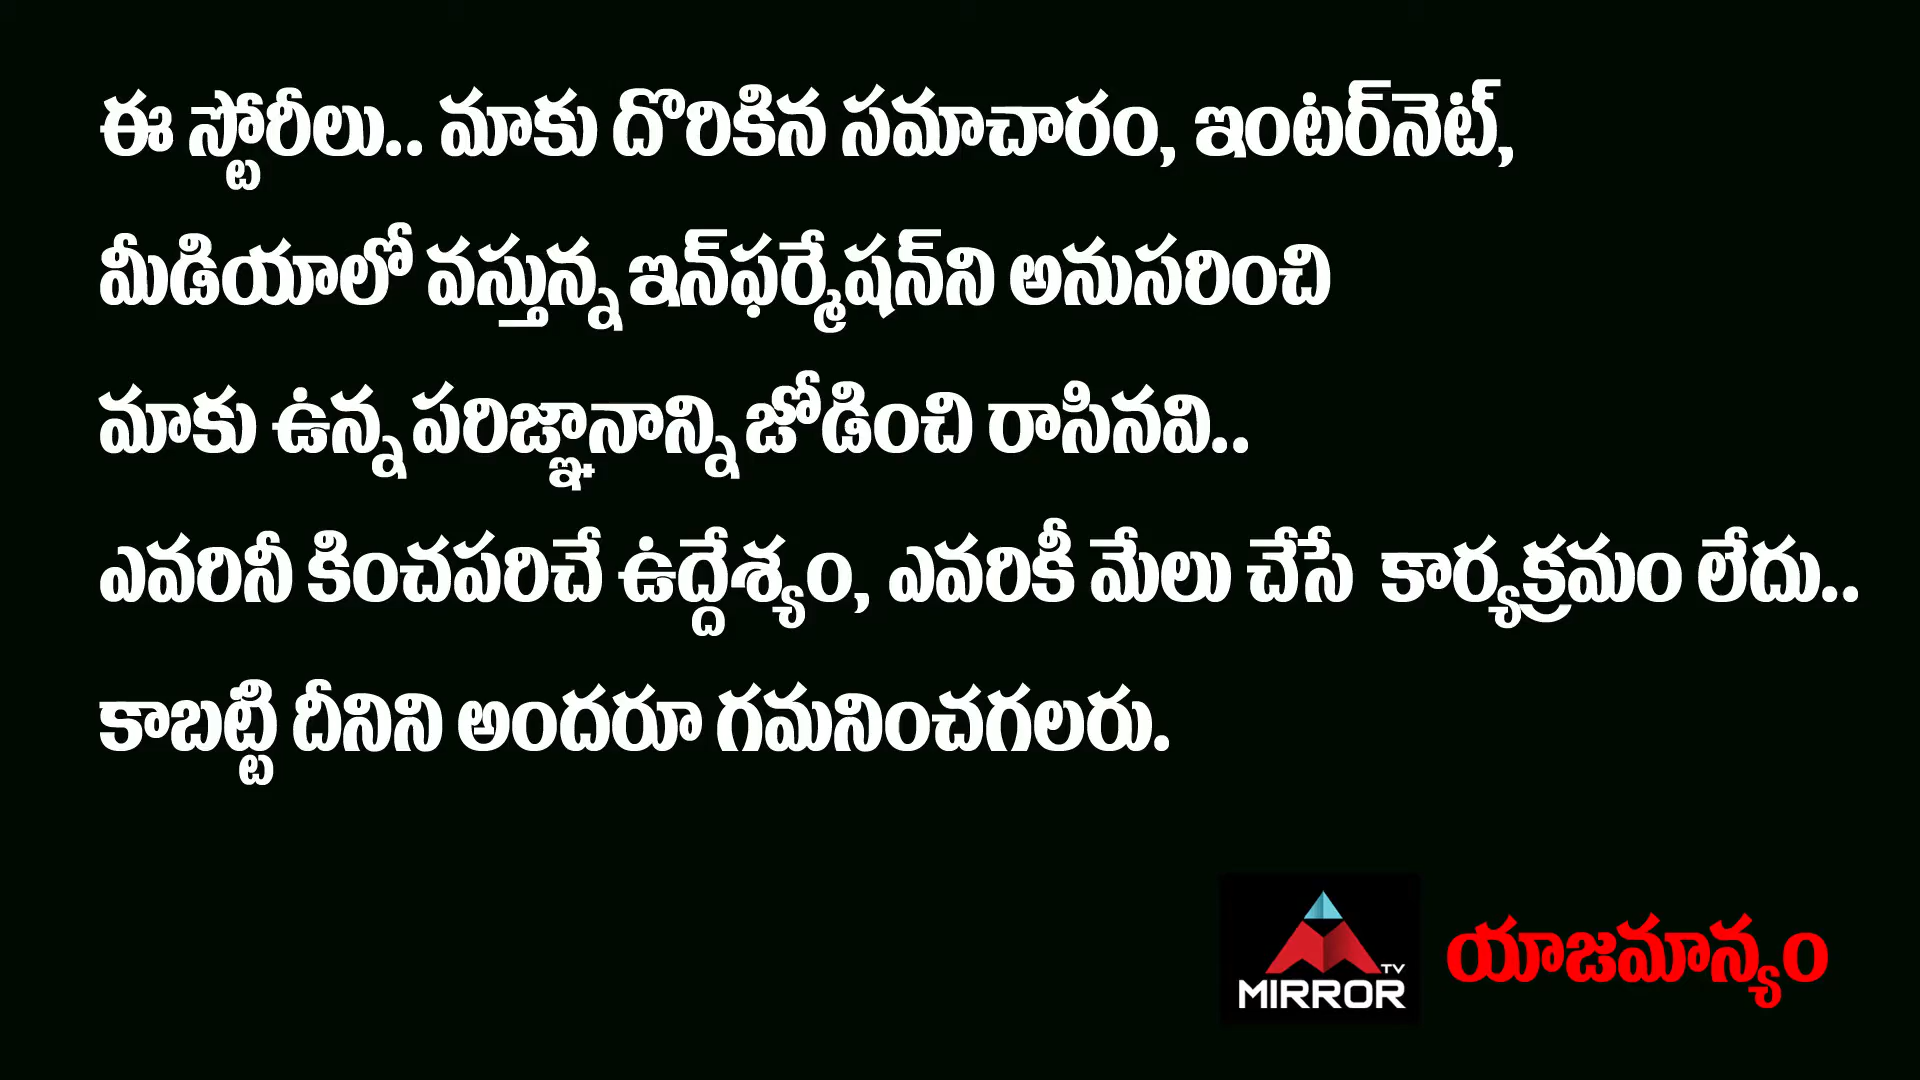 ఈ స్టోరీలు.. మాకు దొరికిన సమాచారం, ఇంటర్‌నెట్,
మీడియాలో వస్తున్న ఇన్‌ఫర్మేషన్‌ని అనుసరించి
మాకు ఉన్న పరిజ్ఞానాన్ని జోడించి రాసినవి..
ఎవరినీ కించపరిచే ఉద్దేశ్యం, ఎవరికీ మేలు చేసే కార్యక్రమం లేదు..
కాబట్టి దీనిని అందరూ గమనించగలరు.
TV
MIRROR
యాజమాన్యం